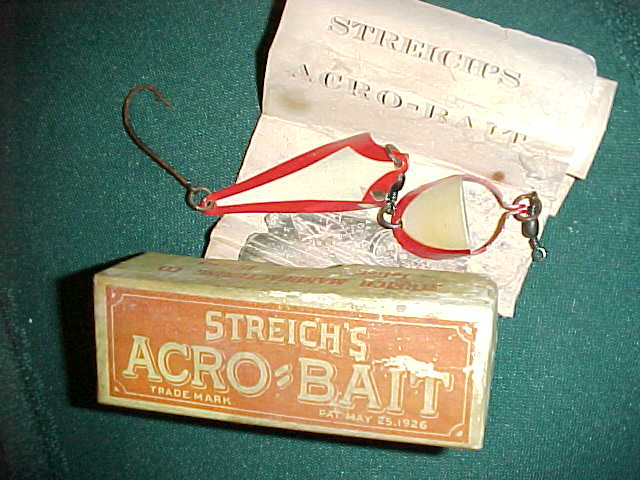 STREICH'S
ACRO-BAIT
STREICH'S
ACRO-BAIT
TRADE MARK
PAT MAY 25, 1926